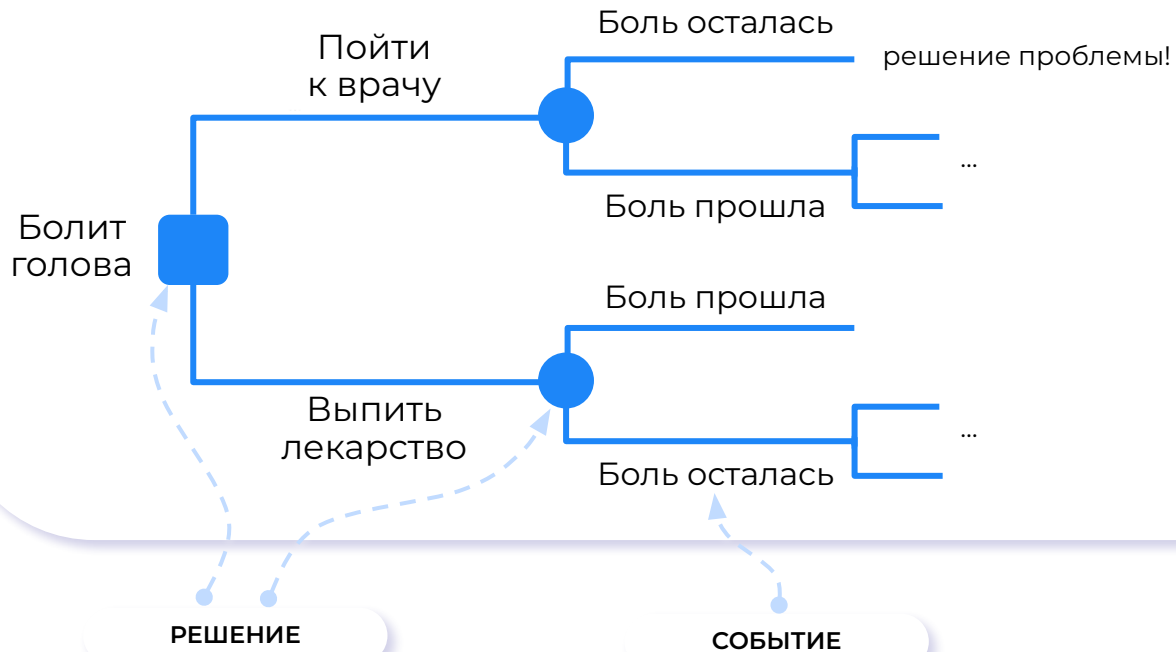 Боль осталась
решение проблемы!
Пойти
к врачу
...
Боль прошла
Болит
голова
Боль прошла
Выпить
лекарство
...
Боль осталась
РЕШЕНИЕ
СОБЫТИЕ